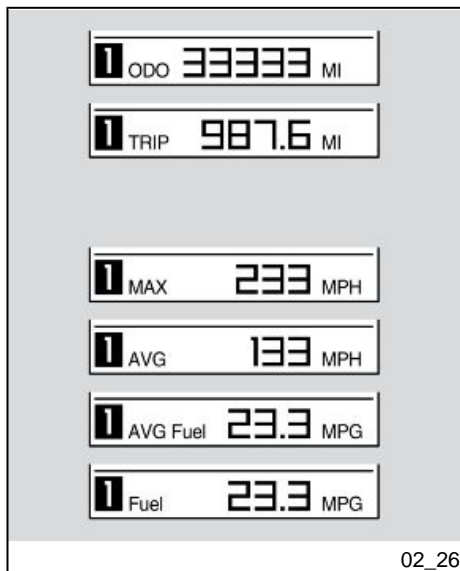 1 ODO 33333 MI
1 TRIP 987.6 MI
1 MAX 233 MPH
1 AVG 133 MPH
1 AVG Fuel 23.3 MPG
1 Fuel 23.3 MPG
02_26